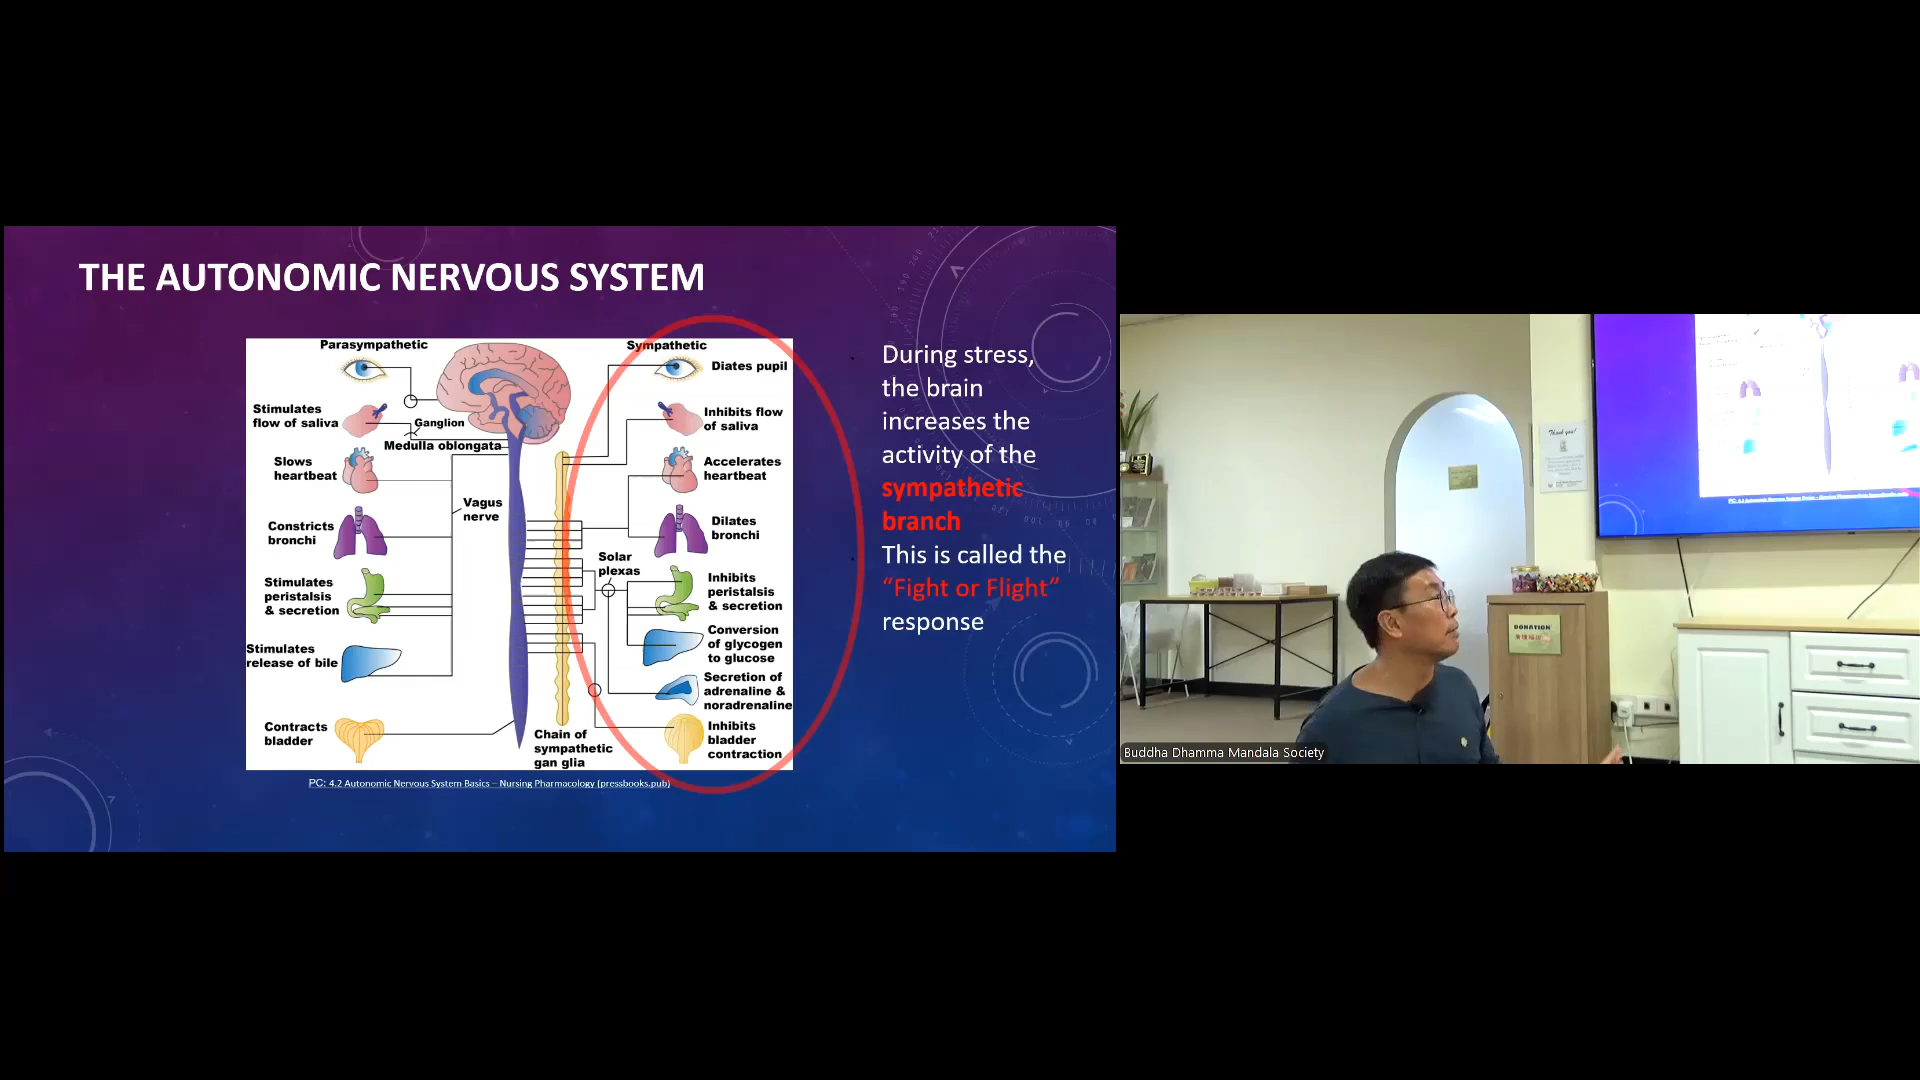 THE AUTONOMIC NERVOUS SYSTEM
Parasympathetic
Stimulates
flow of saliva
Ganglion
Medulla oblongata
Slows
heartbeat
Vagus
nerve
Constricts
bronchi
Stimulates
peristalsis
& secretion
Stimulates
release of bile
Contracts
bladder
Sympathetic
Diates pupil
Inhibits flow
of saliva
Accelerates
heartbeat
Dilates
bronchi
Solar
plexas
Inhibits
peristalsis
& secretion
Conversion
of glycogen
to glucose
Secretion of
adrenaline &
noradrenaline
Inhibits
bladder
contraction
Chain of
sympathetic
gan glia
PC: 4.2 Autonomic Nervous System Basics – Nursing Pharmacology (pressbooks.pub)
During stress,
the brain
increases the
activity of the
sympathetic
branch
This is called the
“Fight or Flight”
response
Thank you!
DONATION
Buddha Dhamma Mandala Society